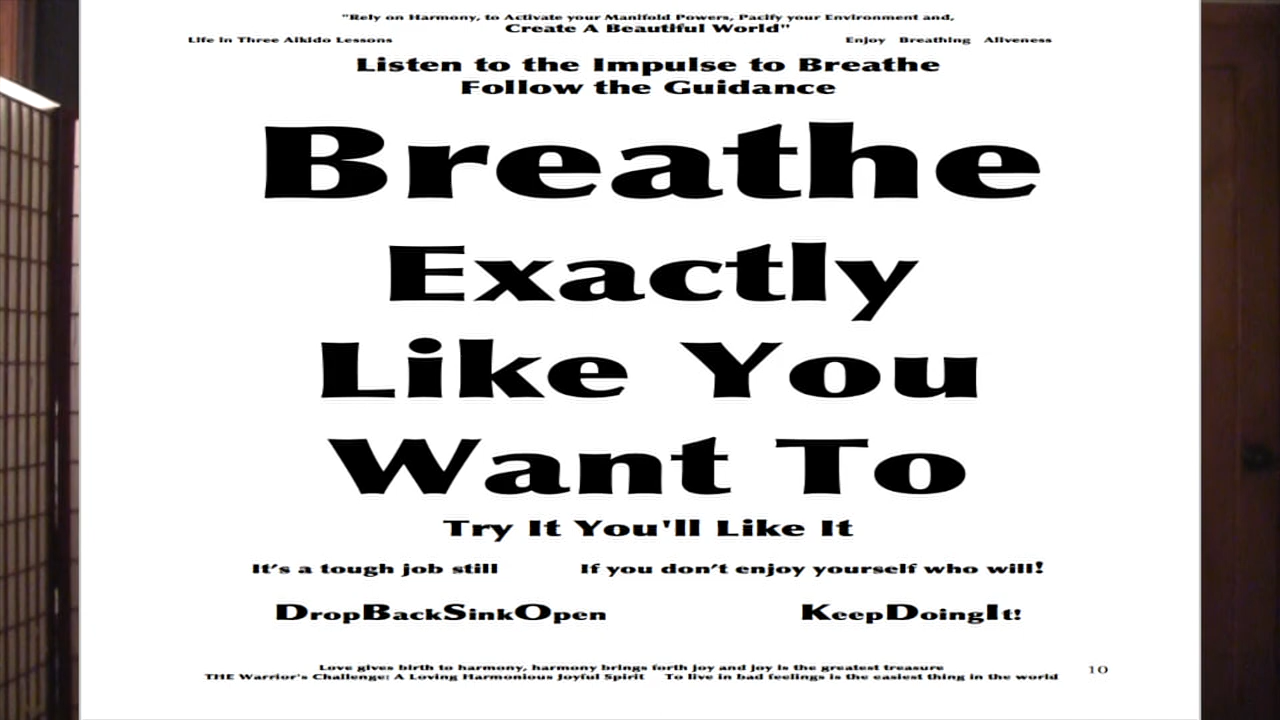 "Rely on Harmony, to Activate your Manifold Powers, Pacify your Environment and,
Create A Beautiful World"
Life in Three Aikido Lessons Enjoy Breathing Aliveness
Listen to the Impulse to Breathe
Follow the Guidance
Breathe
Exactly
Like You
Want To
Try It You'll Like It
It's a tough job still If you don't enjoy yourself who will!
DropBackSinkOpen KeepDoingIt!
Love gives birth to harmony, harmony brings forth joy and joy is the greatest treasure
THE Warrior's Challenge: A Loving Harmonious Joyful Spirit To live in bad feelings is the easiest thing in the world
10